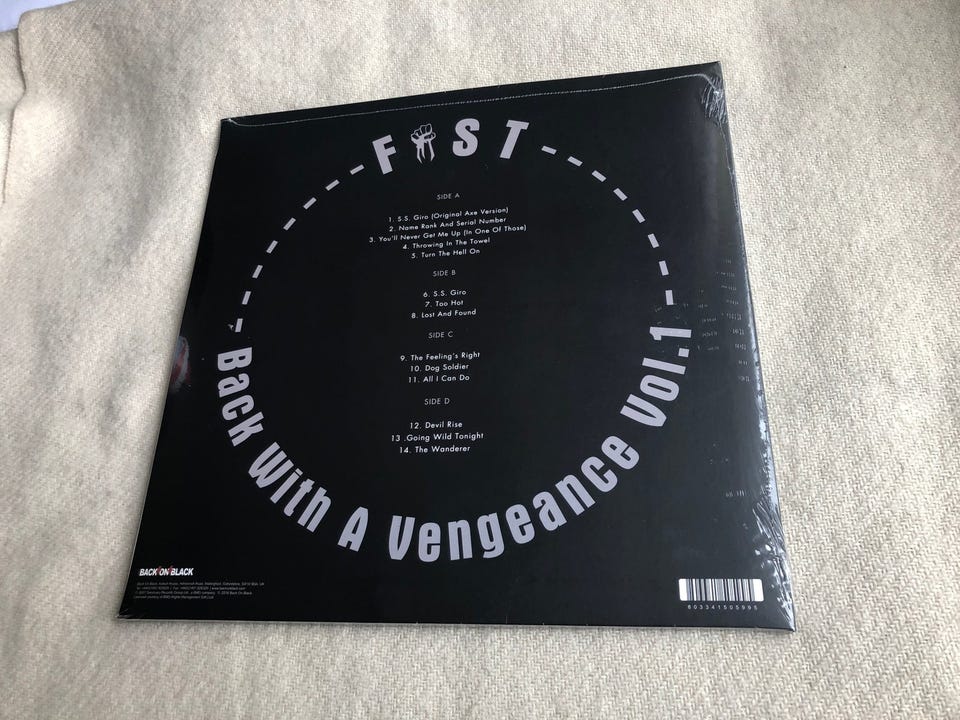 FIST
SIDE A
1. S.S. Giro (Original Axe Version)
2. Name Rank And Serial Number
3. You'll Never Get Me Up (In One Of Those)
4. Throwing In The Towel
5. Turn The Hell On
SIDE B
6. S.S. Giro
7. Too Hot
8. Lost And Found
SIDE C
9. The Feeling's Right
10. Dog Soldier
11. All I Can Do
SIDE D
12. Devil Rise
13 .Going Wild Tonight
14. The Wanderer
Back With A Vengeance Vol.1
BACK ON BLACK
803341505995